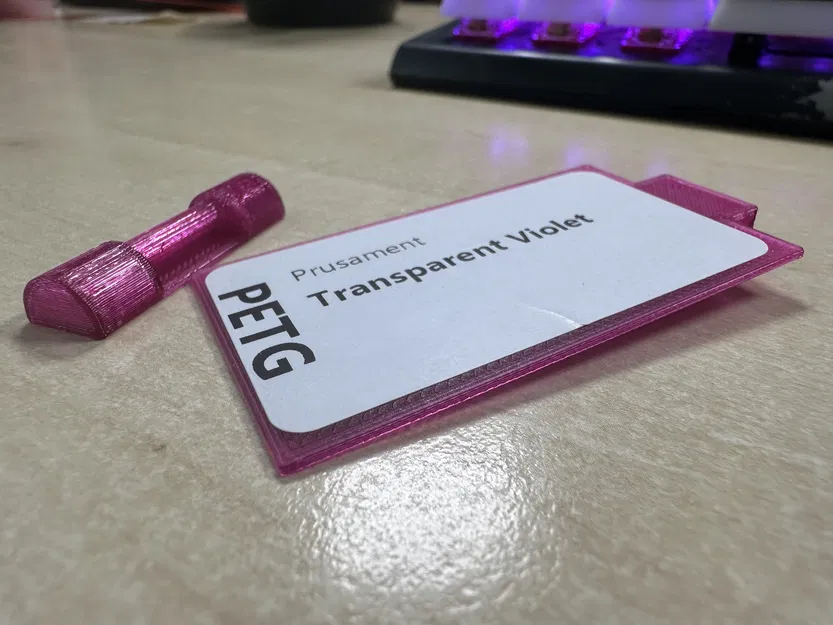 Prusament
Transparent Violet
PETG